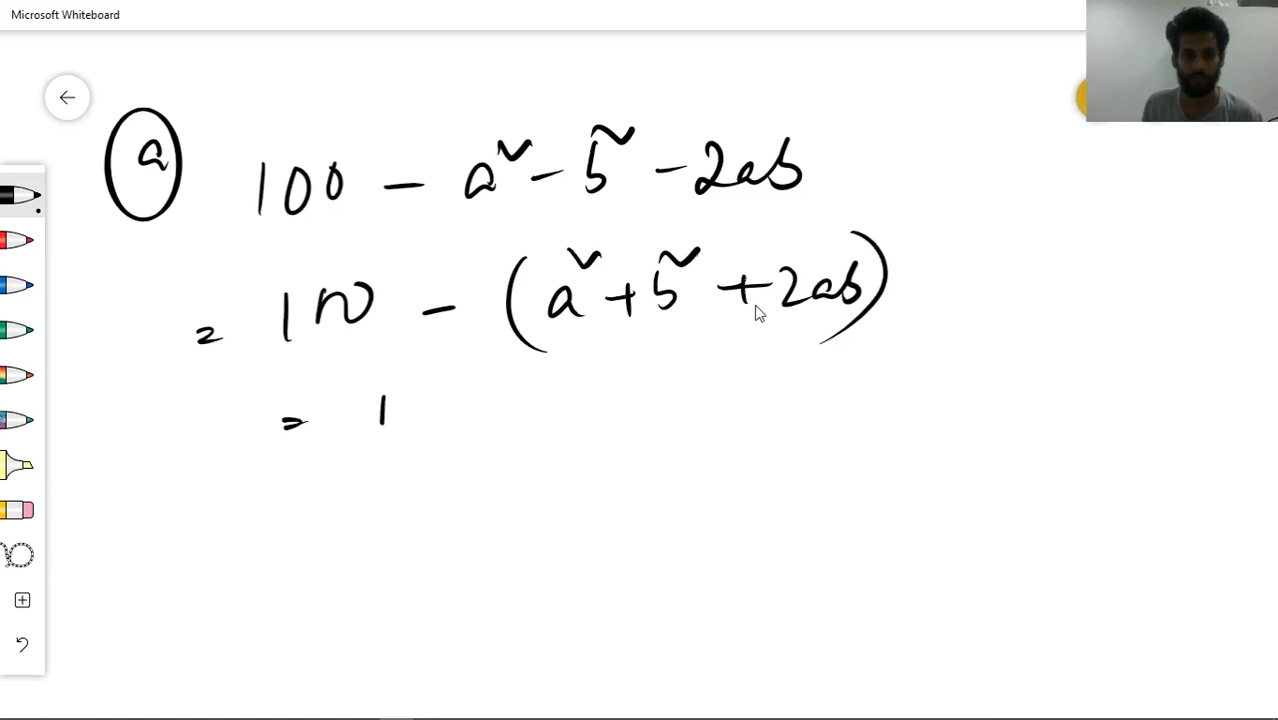 Microsoft Whiteboard
a
100 - a² - b² - 2ab
= 100 - (a² + b² + 2ab)
= 1